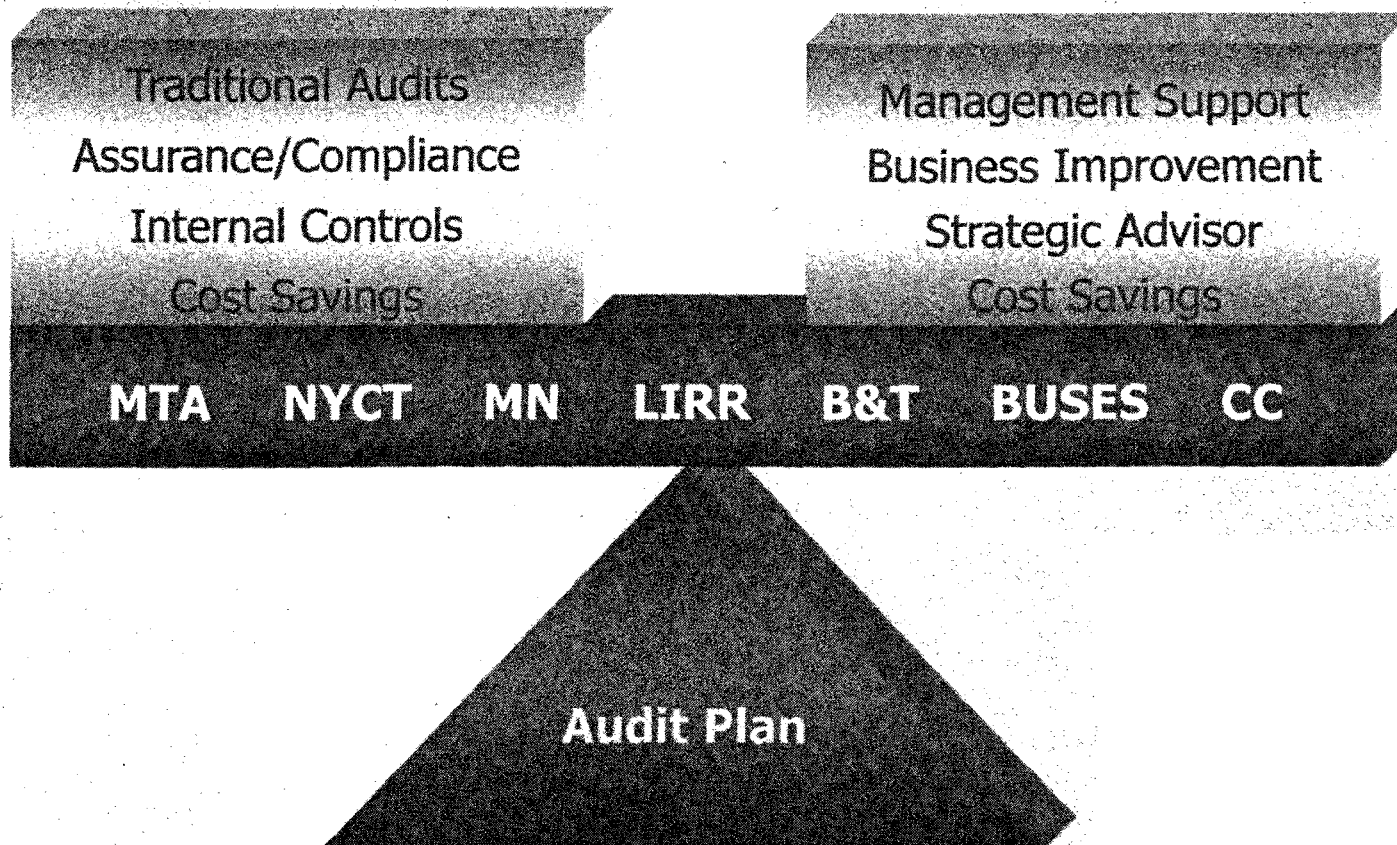 Traditional Audits
Assurance/Compliance
Internal Controls
Cost Savings
Management Support
Business Improvement
Strategic Advisor
Cost Savings
MTA NYCT MN LIRR B&T BUSES CC
Audit Plan